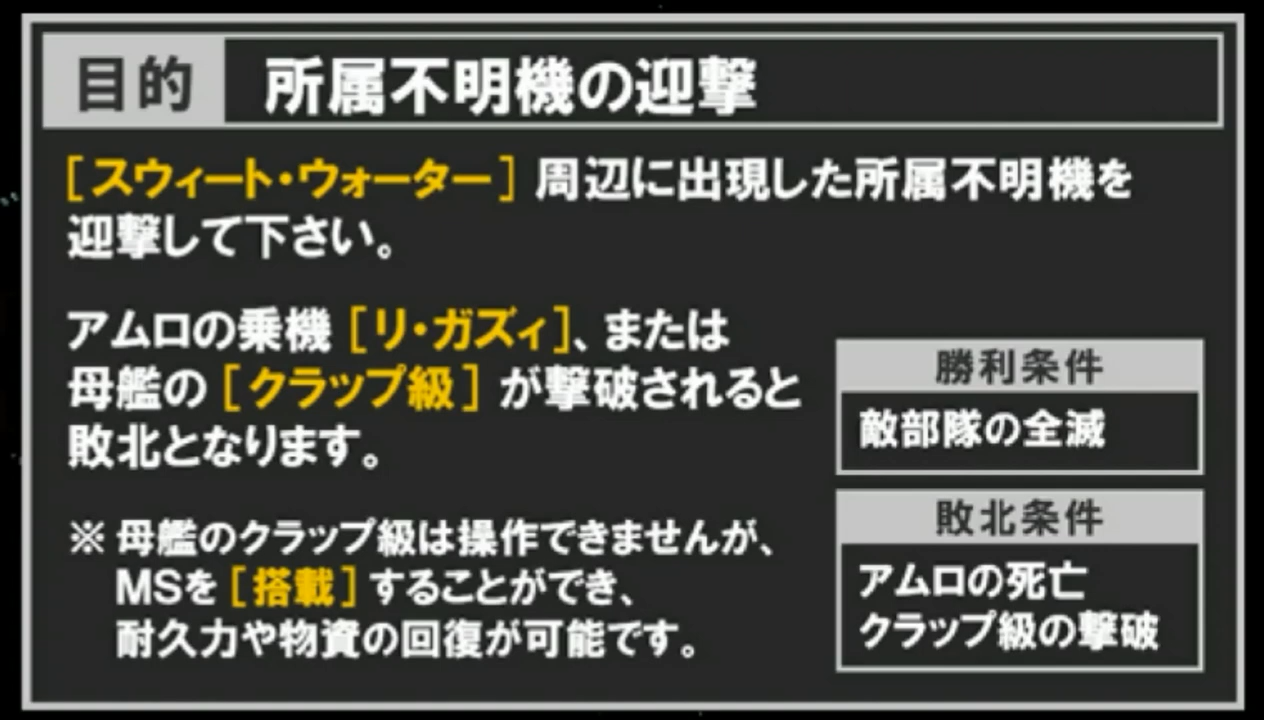 目的
所属不明機の迎撃
[スウィート・ウォーター] 周辺に出現した所属不明機を
迎撃して下さい。
アムロの乗機 [リ・ガズィ]、または
母艦の [クラップ級] が撃破されると
敗北となります。
※ 母艦のクラップ級は操作できませんが、
MSを [搭載] することができ、
耐久力や物資の回復が可能です。
勝利条件
敵部隊の全滅
敗北条件
アムロの死亡
クラップ級の撃破